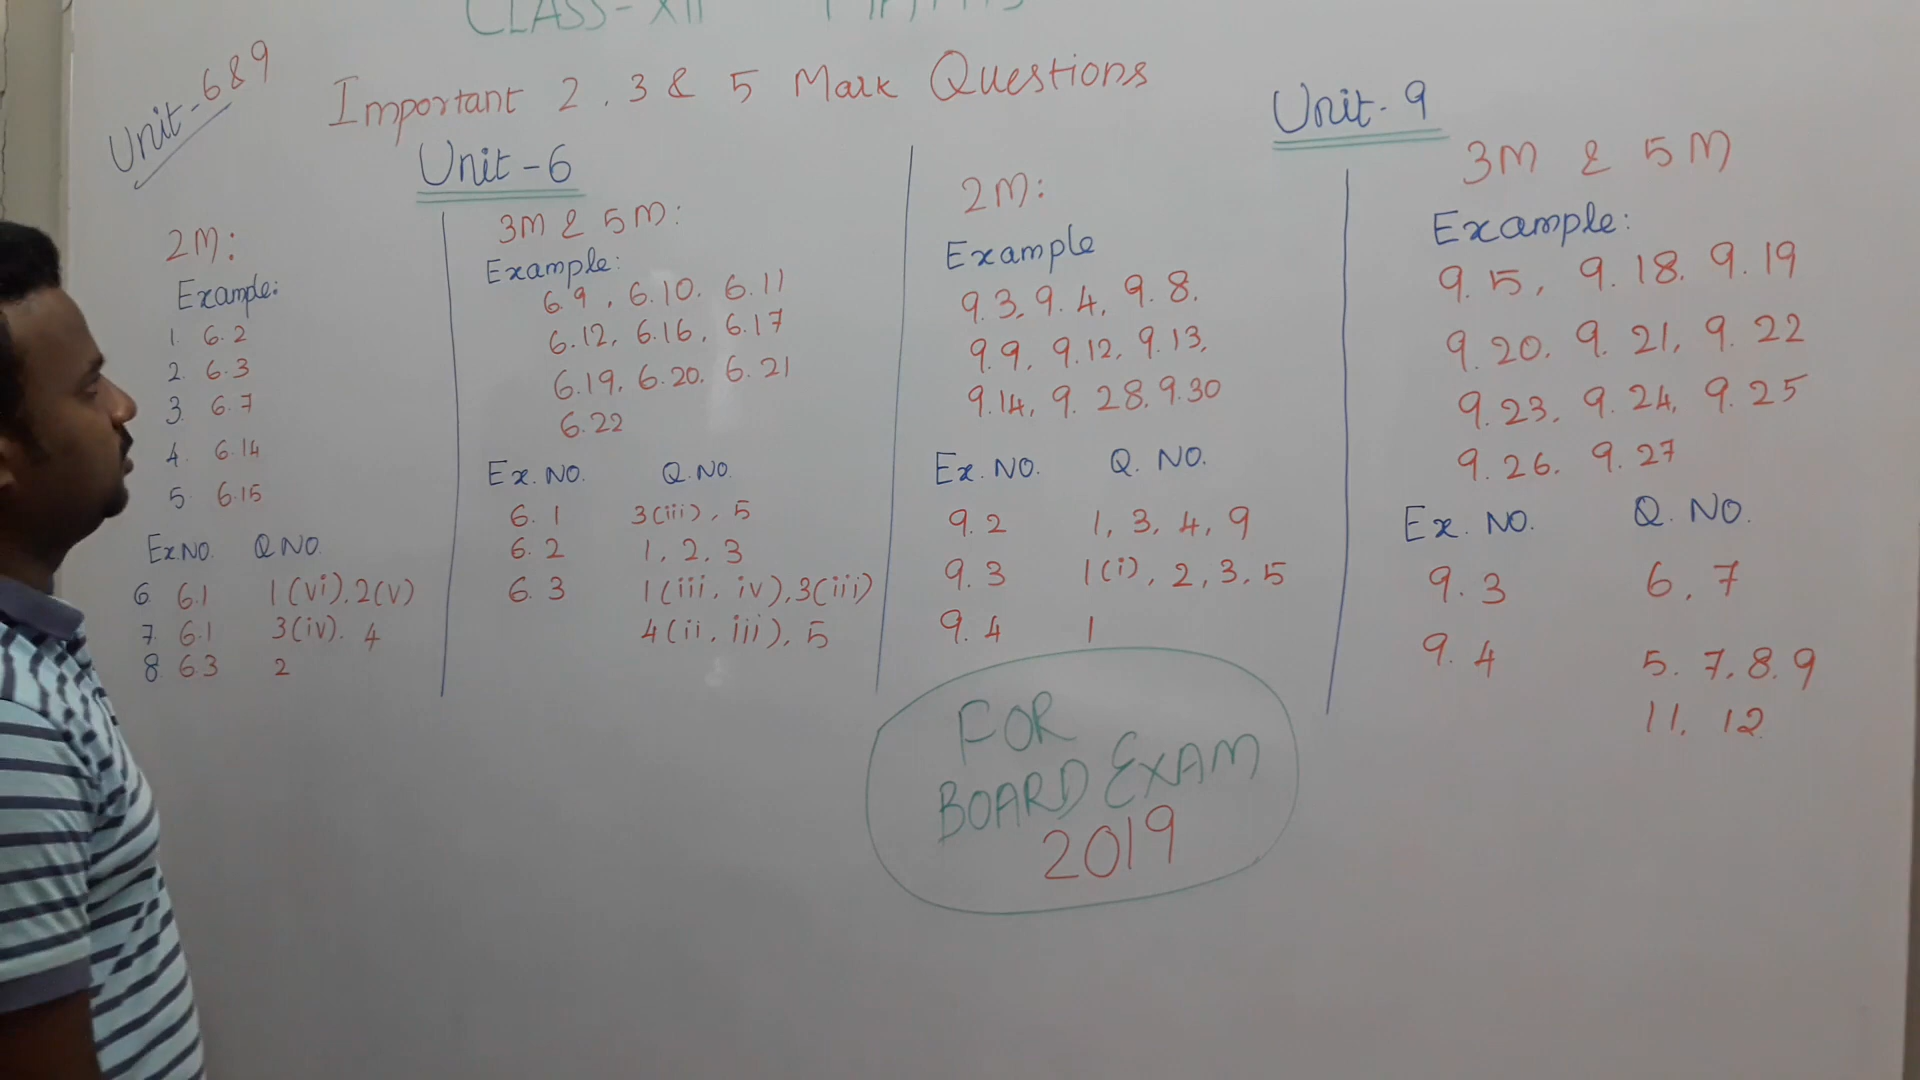 CLASS-XII MATHS
Unit-6&9
Important 2, 3 & 5 Mark Questions
Unit-6
2M:
Example:
1. 6.2
2. 6.3
3. 6.7
4. 6.14
5. 6.15
Ex NO. Q NO.
6 6.1 1(vi), 2(v)
7. 6.1 3(iv). 4
8 6.3 2
3M & 5M:
Example:
6.9, 6.10. 6.11
6.12, 6.16, 6.17
6.19, 6.20. 6.21
6.22
Ex. NO. Q. NO.
6.1 3(iii), 5
6.2 1, 2, 3
6.3 1(iii, iv), 3(iii)
4(ii, iii), 5
Unit-9
2M:
Example
9.3, 9.4, 9.8,
9.9, 9.12, 9.13,
9.14, 9.28, 9.30
Ex. NO. Q. NO.
9.2 1, 3, 4, 9
9.3 1(i), 2, 3, 5
9.4 1
3M & 5M
Example:
9.15, 9.18. 9.19
9.20. 9.21, 9.22
9.23, 9.24, 9.25
9.26. 9.27
Ex. NO. Q. NO.
9.3 6, 7
9.4 5. 7, 8. 9
11, 12
FOR
BOARD EXAM
2019